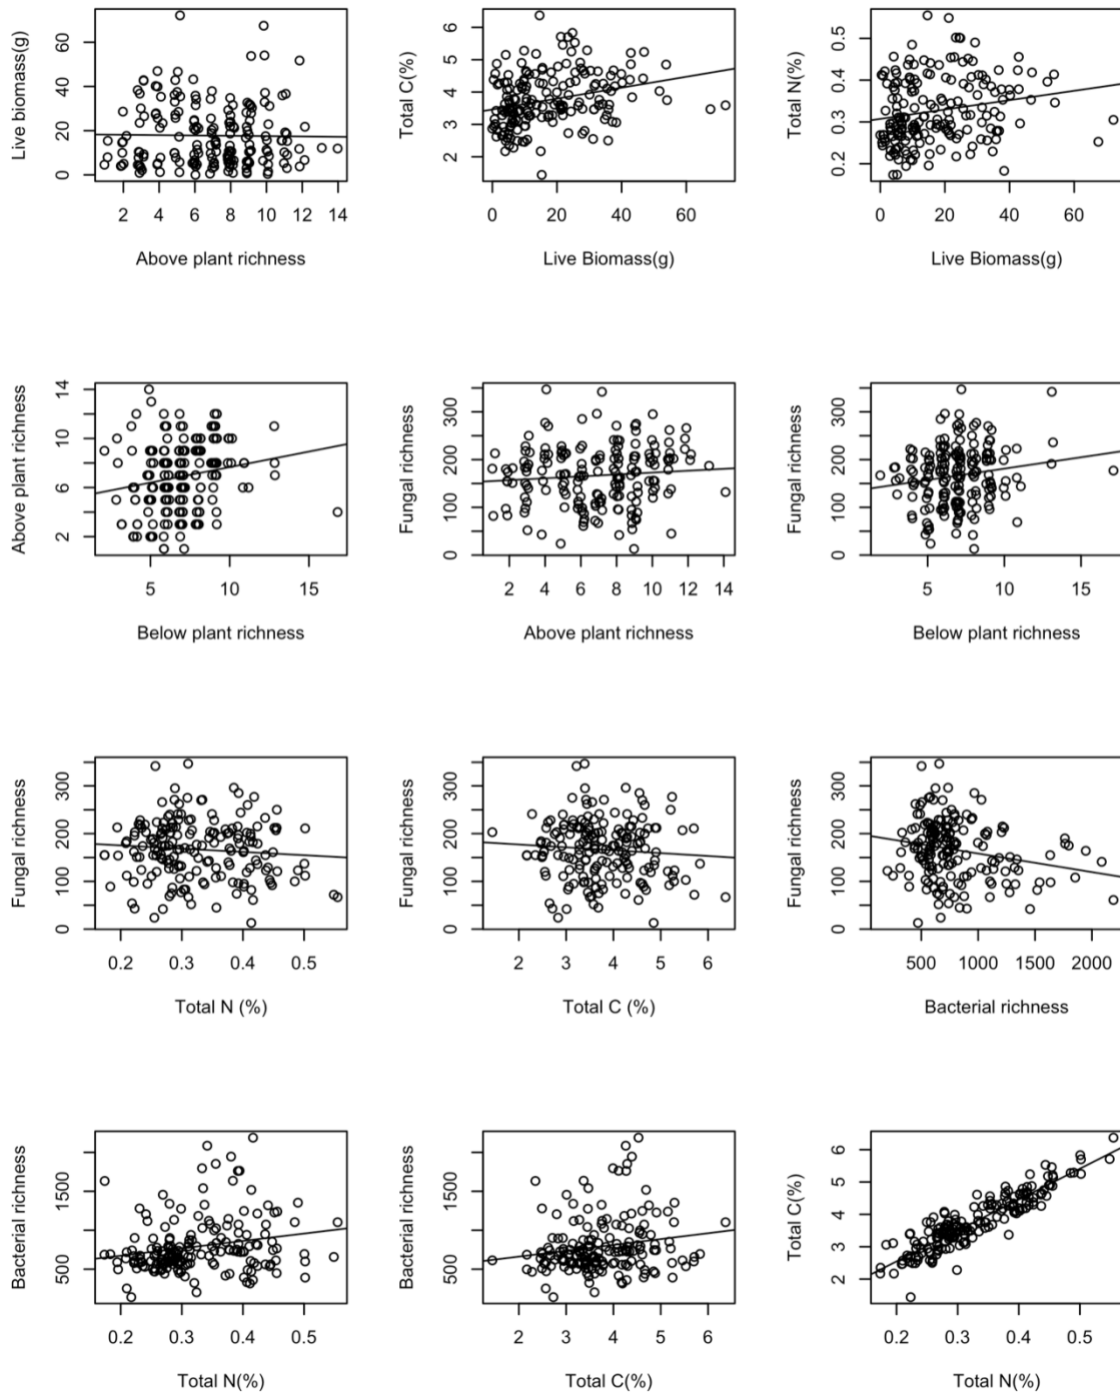 Live biomass(g)
0 20 40 60
2 4 6 8 10 12 14
Above plant richness
Total C(%)
2 3 4 5 6
0 20 40 60
Live Biomass(g)
Total N(%)
0.2 0.3 0.4 0.5
0 20 40 60
Live Biomass(g)
Above plant richness
2 6 10 14
5 10 15
Below plant richness
Fungal richness
0 100 200 300
2 4 6 8 10 12 14
Above plant richness
Fungal richness
0 100 200 300
5 10 15
Below plant richness
Fungal richness
0 100 200 300
0.2 0.3 0.4 0.5
Total N (%)
Fungal richness
0 100 200 300
2 3 4 5 6
Total C (%)
Fungal richness
0 100 200 300
500 1000 1500 2000
Bacterial richness
Bacterial richness
500 1500
0.2 0.3 0.4 0.5
Total N(%)
Bacterial richness
500 1500
2 3 4 5 6
Total C(%)
Total C(%)
2 3 4 5 6
0.2 0.3 0.4 0.5
Total N(%)